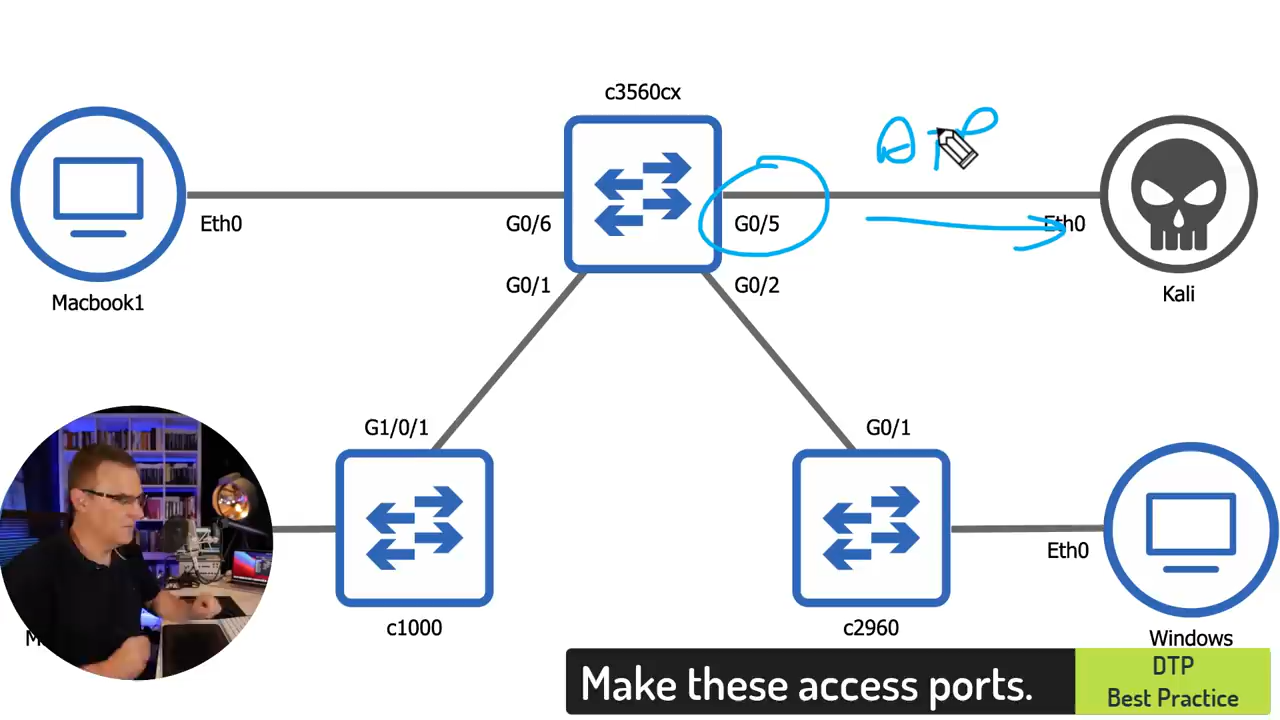 c3560cx
DTP
Eth0
G0/6
G0/5
Eth0
Macbook1
G0/1
G0/2
Kali
G1/0/1
G0/1
Eth0
c1000
c2960
Windows
Make these access ports.
DTP
Best Practice